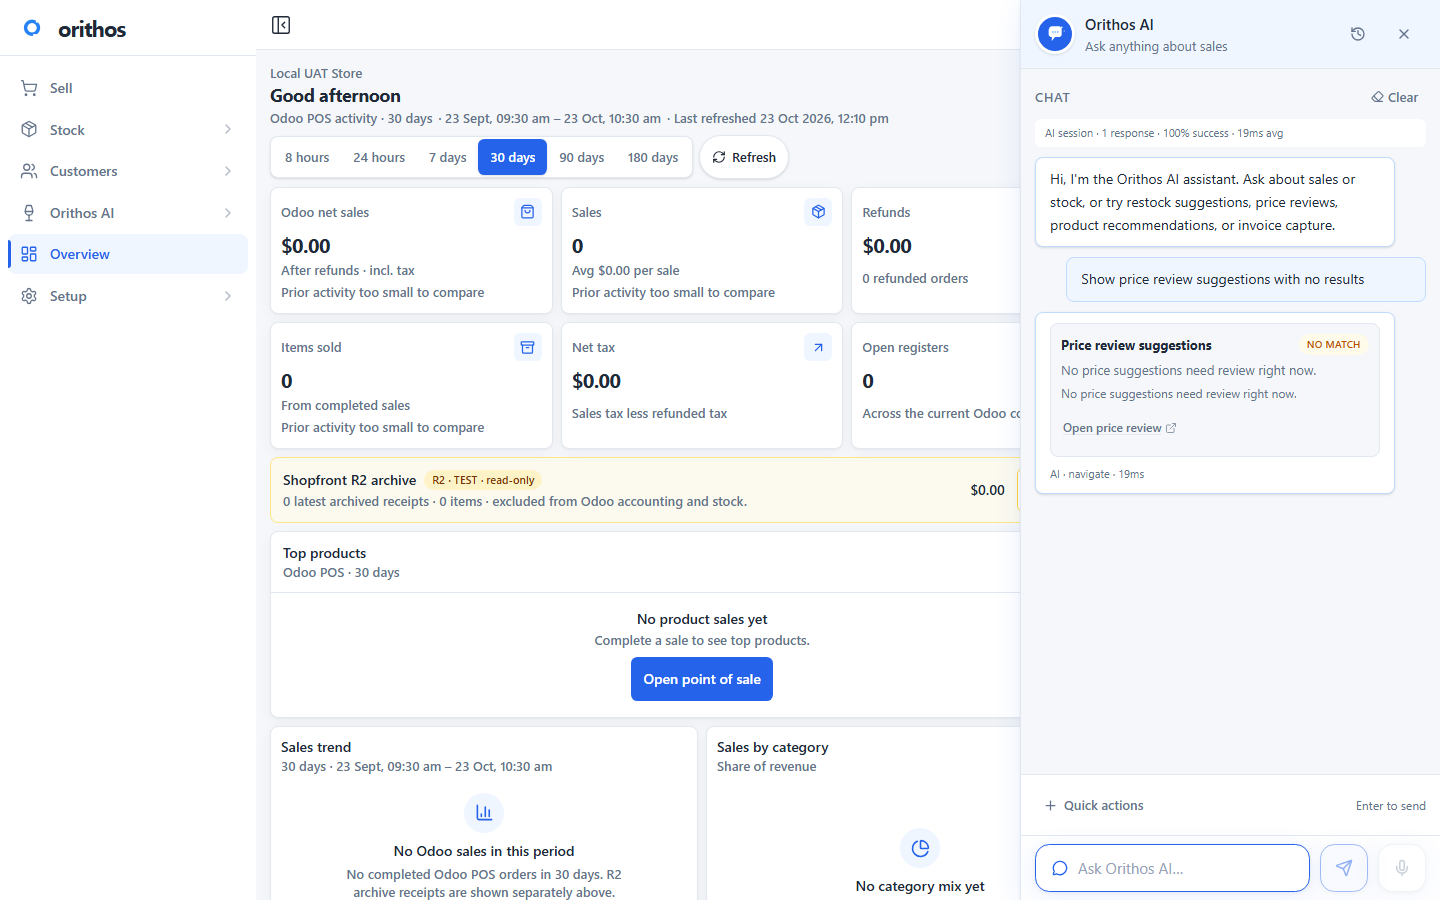 orithos
Sell
Stock
Customers
Orithos AI
Overview
Setup
Local UAT Store
Good afternoon
Odoo POS activity · 30 days · 23 Sept, 09:30 am – 23 Oct, 10:30 am · Last refreshed 23 Oct 2026, 12:10 pm
8 hours 24 hours 7 days 30 days 90 days 180 days Refresh
Odoo net sales
$0.00
After refunds · incl. tax
Prior activity too small to compare
Sales
0
Avg $0.00 per sale
Prior activity too small to compare
Refunds
$0.00
0 refunded orders
Items sold
0
From completed sales
Prior activity too small to compare
Net tax
$0.00
Sales tax less refunded tax
Open registers
0
Across the current Odoo
Shopfront R2 archive R2 · TEST · read-only
0 latest archived receipts · 0 items · excluded from Odoo accounting and stock.
$0.00
Top products
Odoo POS · 30 days
No product sales yet
Complete a sale to see top products.
Open point of sale
Sales trend
30 days · 23 Sept, 09:30 am – 23 Oct, 10:30 am
No Odoo sales in this period
No completed Odoo POS orders in 30 days. R2
archive receipts are shown separately above.
Sales by category
Share of revenue
No category mix yet
Orithos AI
Ask anything about sales
CHAT
Clear
AI session · 1 response · 100% success · 19ms avg
Hi, I'm the Orithos AI assistant. Ask about sales or
stock, or try restock suggestions, price reviews,
product recommendations, or invoice capture.
Show price review suggestions with no results
Price review suggestions NO MATCH
No price suggestions need review right now.
No price suggestions need review right now.
Open price review
AI · navigate · 19ms
Quick actions
Enter to send
Ask Orithos AI...